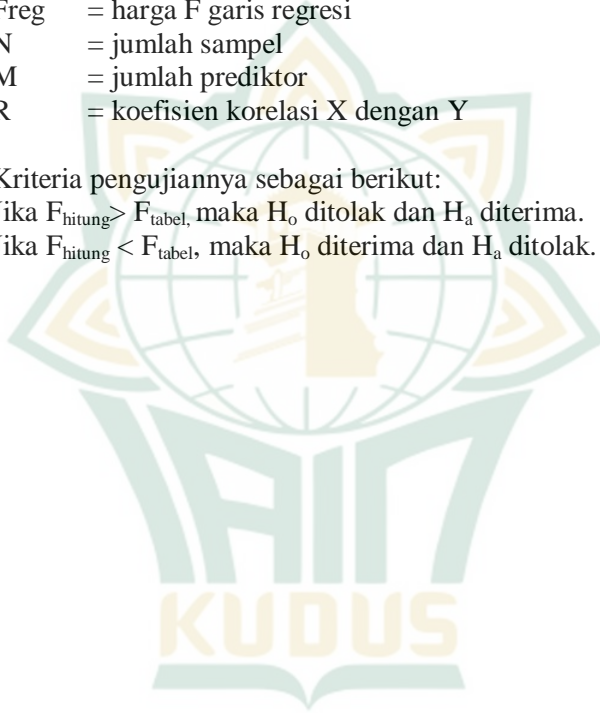 Freg = harga F garis regresi
N = jumlah sampel
M = jumlah prediktor
R = koefisien korelasi X dengan Y
Kriteria pengujiannya sebagai berikut:
Jika Fhitung> Ftabel, maka Ho ditolak dan Ha diterima.
Jika Fhitung < Ftabel, maka Ho diterima dan Ha ditolak.
IAIN
KUDUS